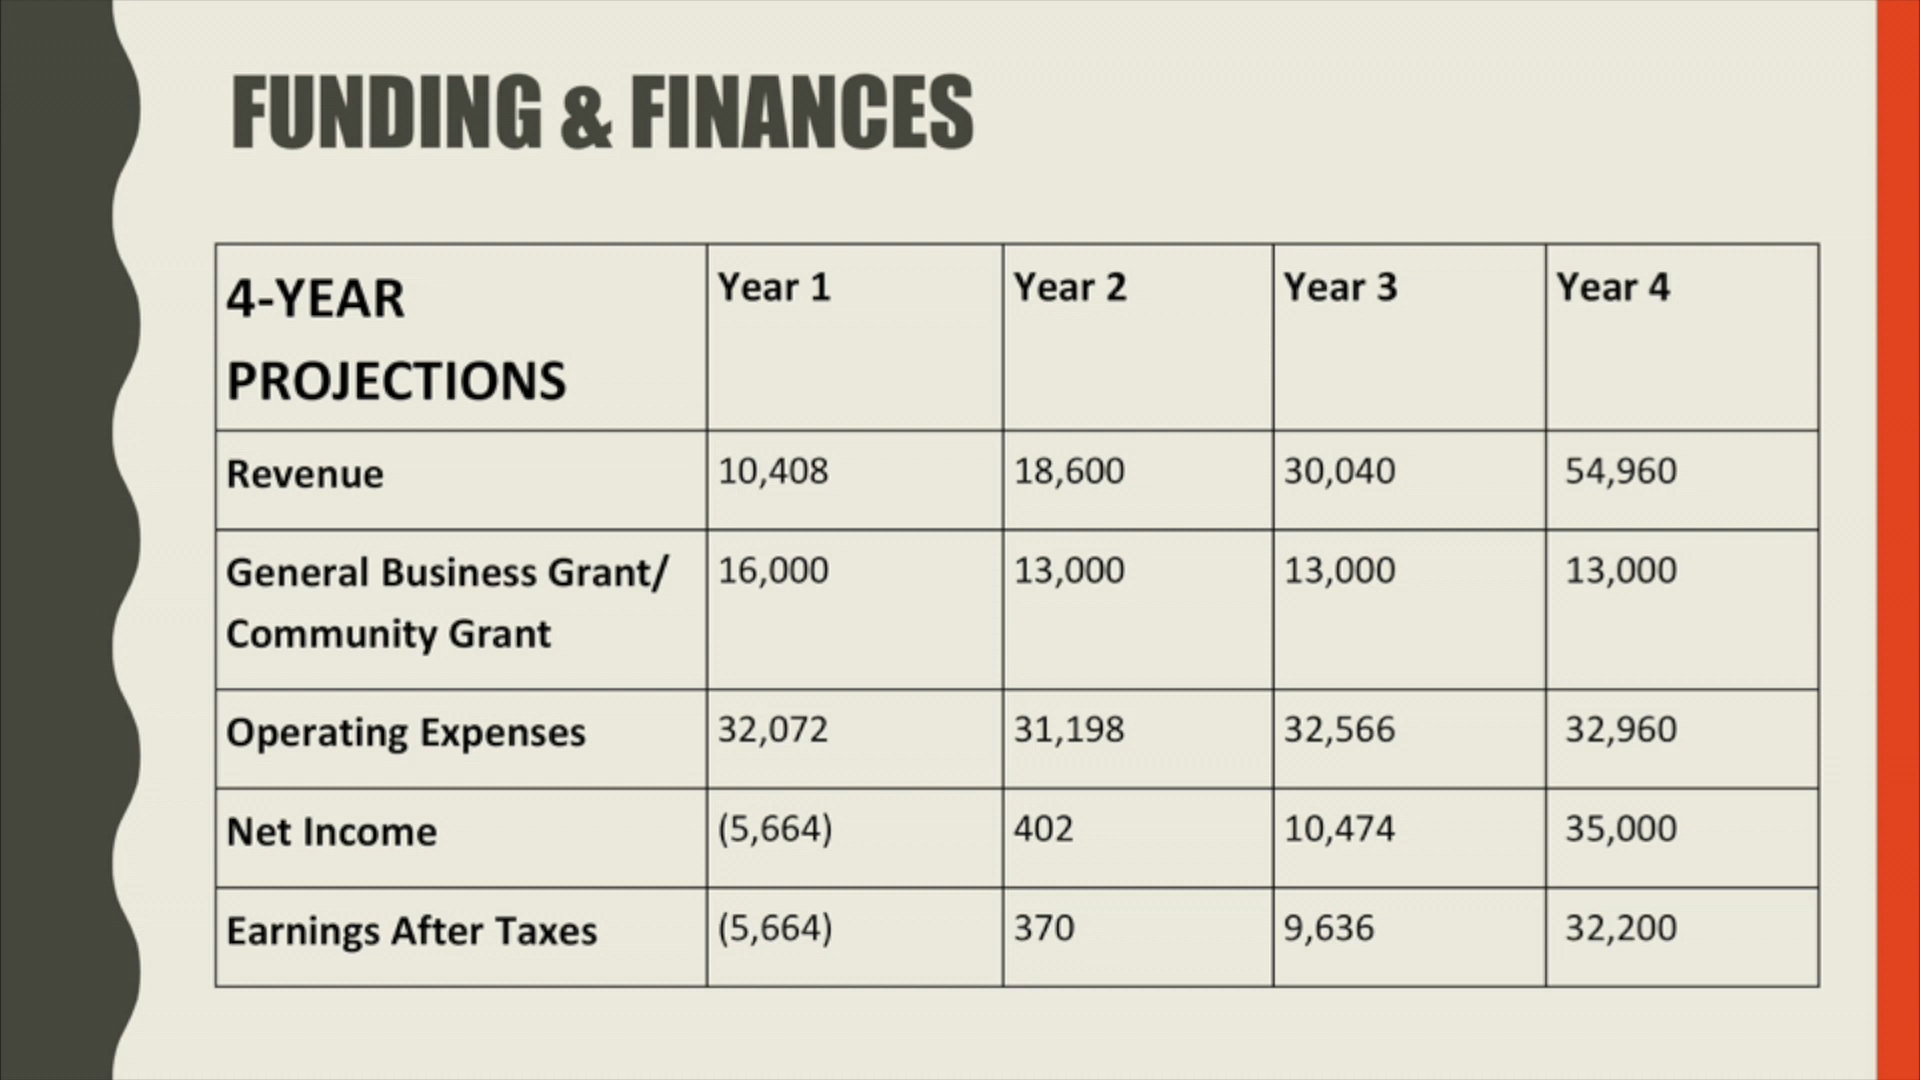 FUNDING & FINANCES
4-YEAR PROJECTIONS Year 1 Year 2 Year 3 Year 4
Revenue 10,408 18,600 30,040 54,960
General Business Grant/ 16,000 13,000 13,000 13,000
Community Grant
Operating Expenses 32,072 31,198 32,566 32,960
Net Income (5,664) 402 10,474 35,000
Earnings After Taxes (5,664) 370 9,636 32,200